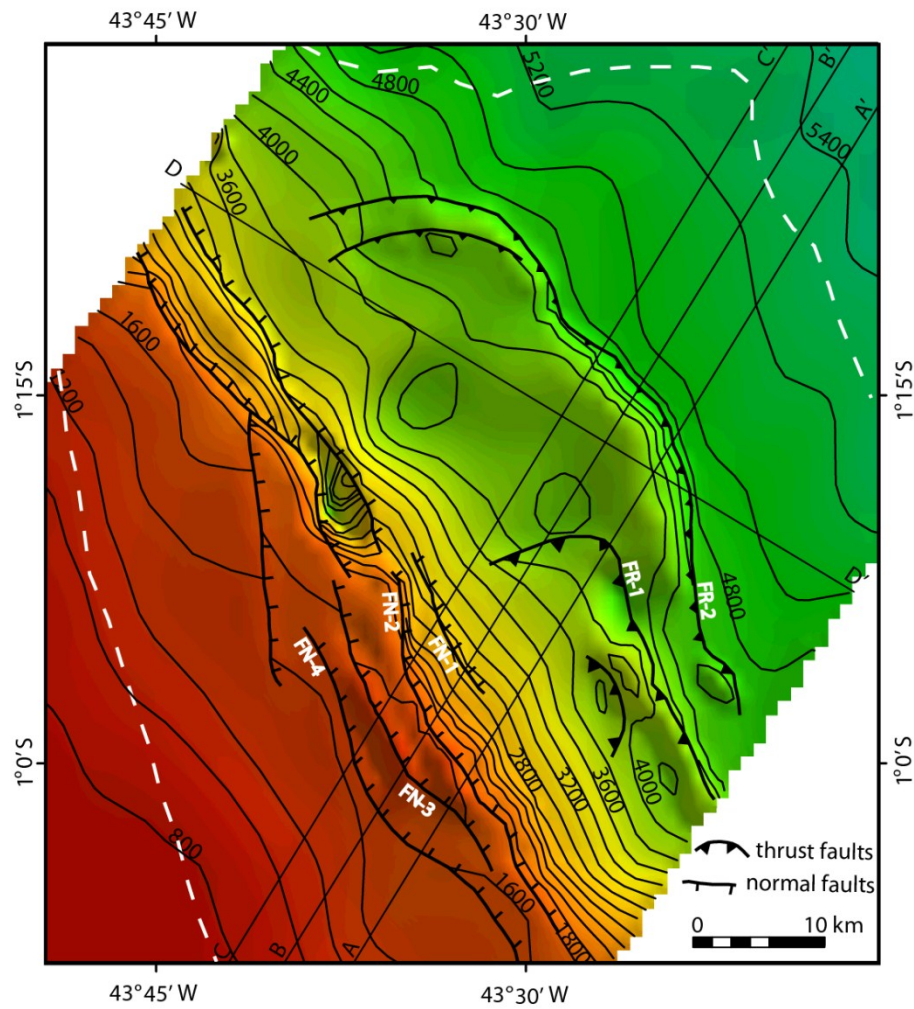 43°45′ W
43°30′ W
C′
B′
A′
5200
4800
4400
4000
3600
5400
D
1600
1200
1°15′S
1°15′S
FR-1
FR-2
4800
D′
FN-2
FN-1
FN-4
FN-3
1°0′S
1°0′S
2800
3200
3600
4000
800
1600
1800
thrust faults
normal faults
0 10 km
C
B
A
43°45′ W
43°30′ W